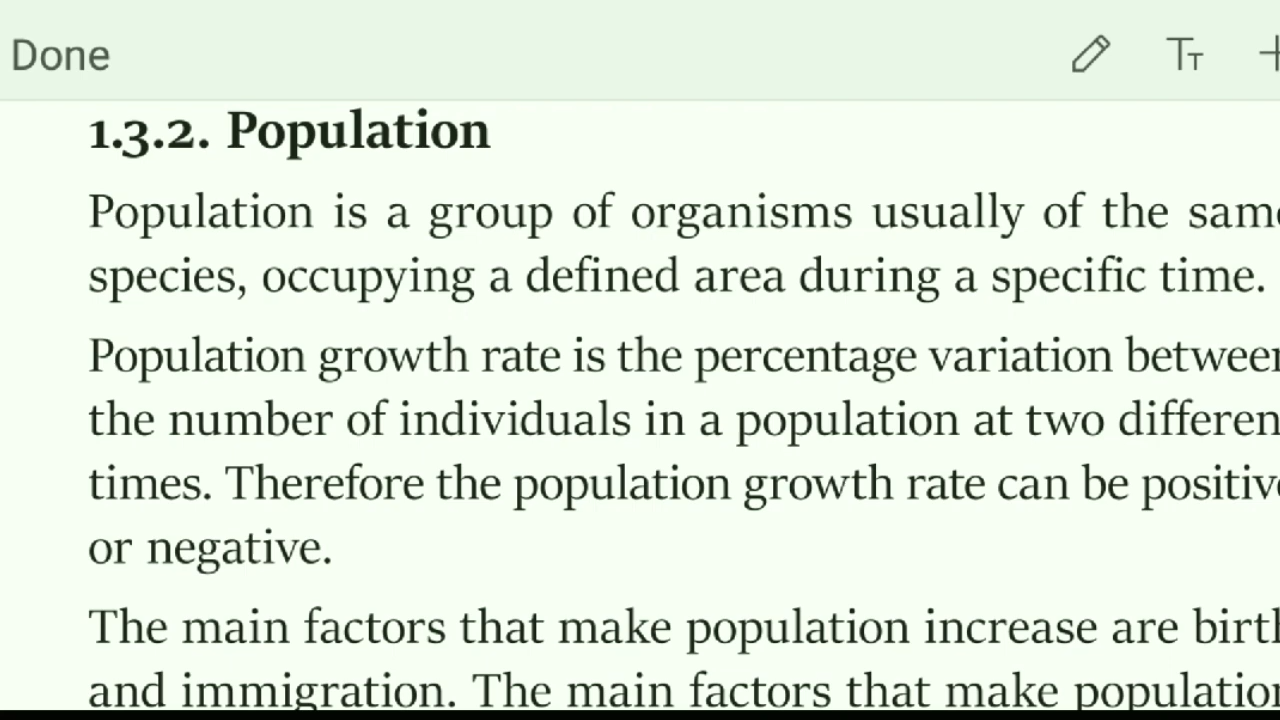 Done
1.3.2. Population
Population is a group of organisms usually of the same
species, occupying a defined area during a specific time.
Population growth rate is the percentage variation between
the number of individuals in a population at two differen
times. Therefore the population growth rate can be positive
or negative.
The main factors that make population increase are birth
and immigration. The main factors that make population